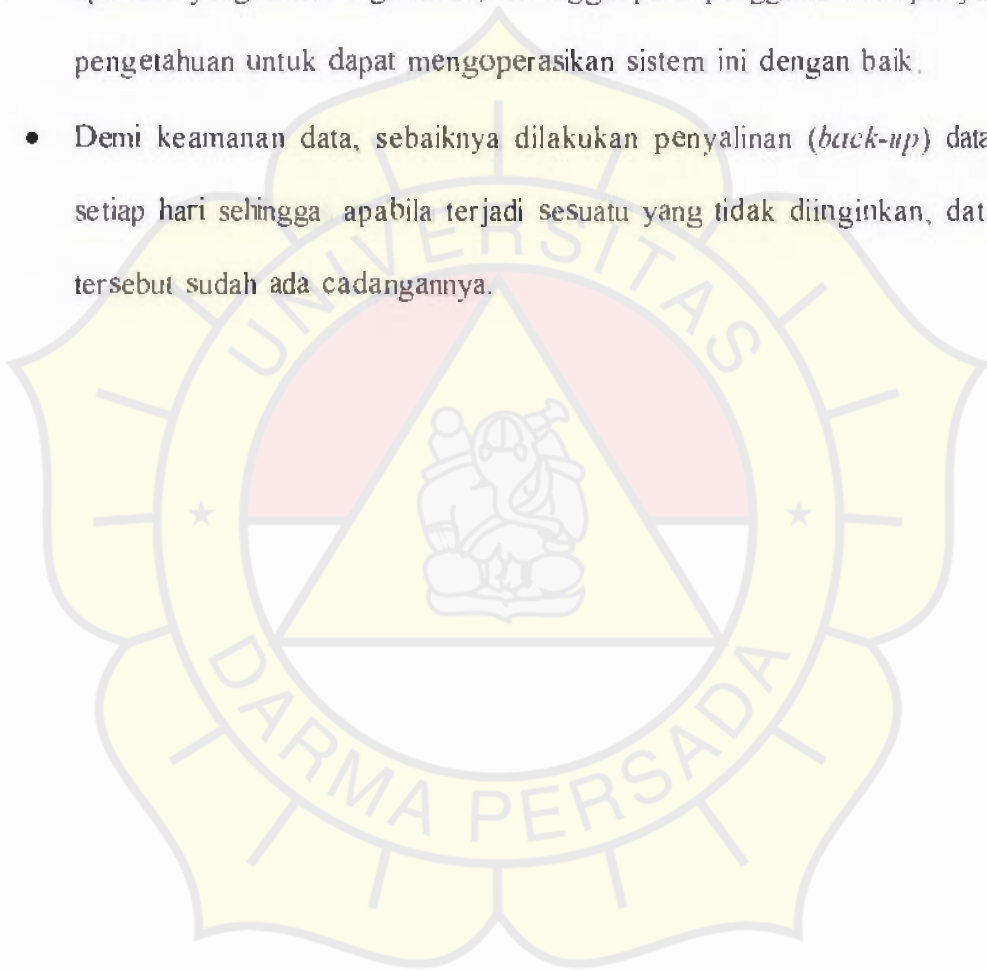 pengetahuan untuk dapat mengoperasikan sistem ini dengan baik.
• Demi keamanan data, sebaiknya dilakukan penyalinan (back-up) data
setiap hari sehingga apabila terjadi sesuatu yang tidak diinginkan, dat
tersebut sudah ada cadangannya.
UNIVERSITAS
DARMA PERSADA